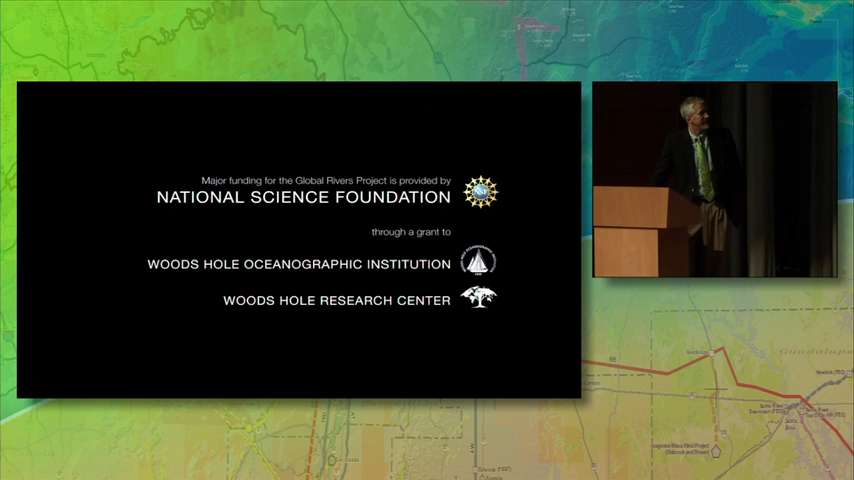 Major funding for the Global Rivers Project is provided by
NATIONAL SCIENCE FOUNDATION
through a grant to
WOODS HOLE OCEANOGRAPHIC INSTITUTION
WOODS HOLE RESEARCH CENTER
Guadalupe